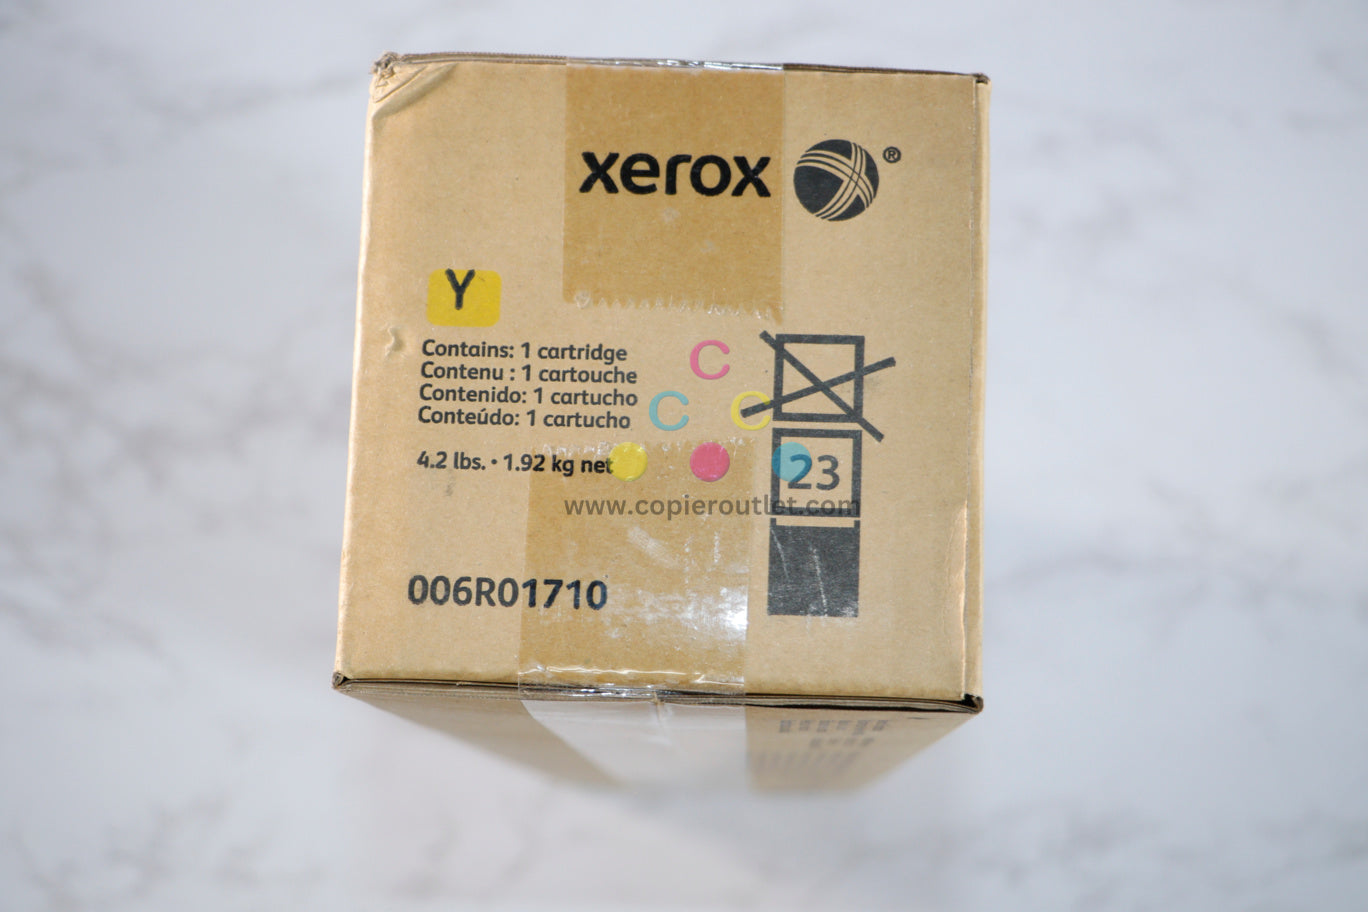 xerox ®
Y
Contains: 1 cartridge
Contenu : 1 cartouche
Contenido: 1 cartucho
Conteúdo: 1 cartucho
4.2 lbs. • 1.92 kg net
C
C C
23
www.copieroutlet.com
006R01710